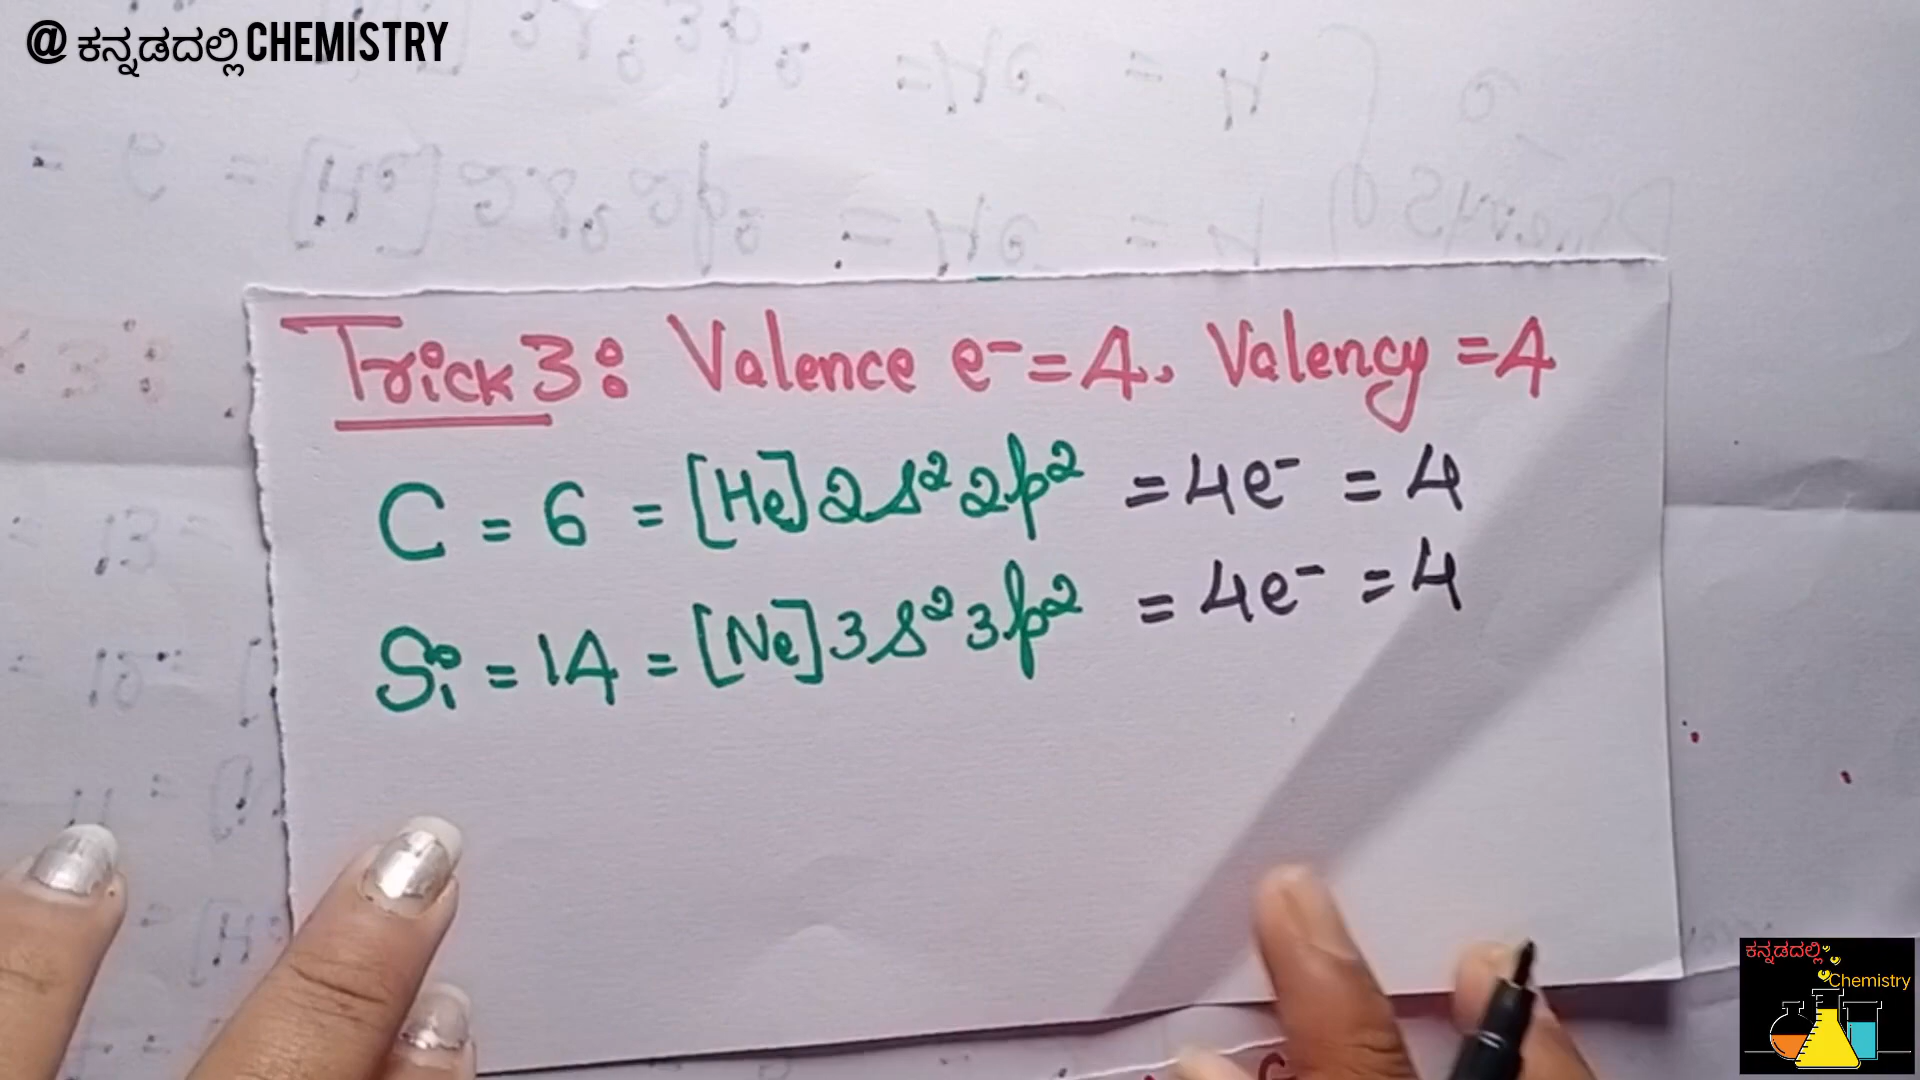 @ ಕನ್ನಡದಲ್ಲಿ CHEMISTRY
Trick 3: Valence e⁻ = 4, Valency = 4
C = 6 = [He] 2s² 2p² = 4e⁻ = 4
Si = 14 = [Ne] 3s² 3p² = 4e⁻ = 4
ಕನ್ನಡದಲ್ಲಿ
Chemistry